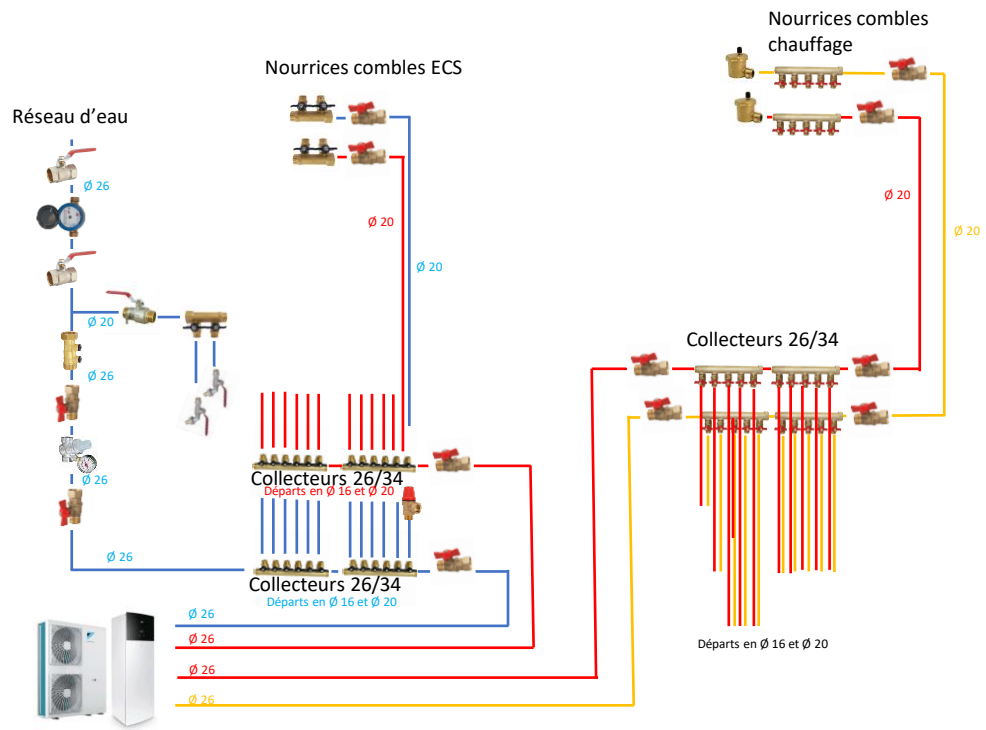 Nourrices combles
chauffage
Nourrices combles ECS
Réseau d'eau
Ø 26
Ø 20
Ø 20
Ø 20
Ø 20
Ø 20
Ø 26
Ø 26
Collecteurs 26/34
Collecteurs 26/34
Départs en Ø 16 et Ø 20
Ø 26
Collecteurs 26/34
Départs en Ø 16 et Ø 20
Ø 26
Ø 26
Ø 26
Ø 26
Départs en Ø 16 et Ø 20